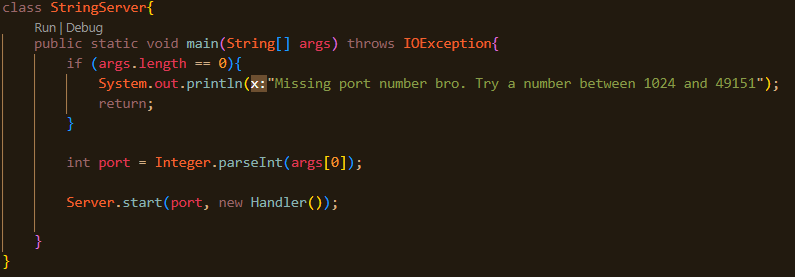 class StringServer{
Run | Debug
public static void main(String[] args) throws IOException{
if (args.length == 0){
System.out.println(x:"Missing port number bro. Try a number between 1024 and 49151");
return;
}
int port = Integer.parseInt(args[0]);
Server.start(port, new Handler());
}
}